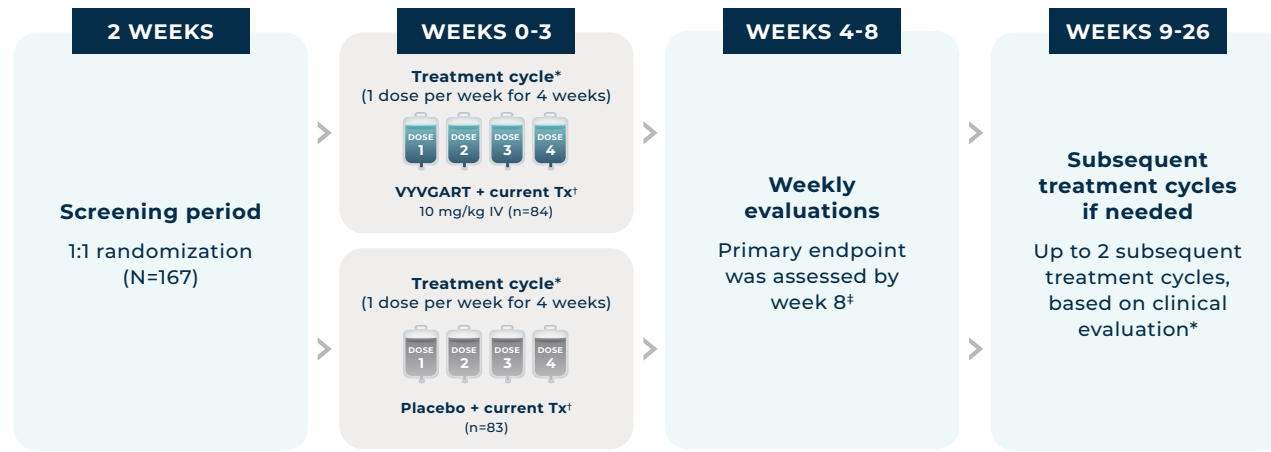 2 WEEKS
Screening period
1:1 randomization
(N=167)
WEEKS 0-3
Treatment cycle*
(1 dose per week for 4 weeks)
DOSE 1 DOSE 2 DOSE 3 DOSE 4
VYVGART + current Tx†
10 mg/kg IV (n=84)
Treatment cycle*
(1 dose per week for 4 weeks)
DOSE 1 DOSE 2 DOSE 3 DOSE 4
Placebo + current Tx†
(n=83)
WEEKS 4-8
Weekly
evaluations
Primary endpoint
was assessed by
week 8‡
WEEKS 9-26
Subsequent
treatment cycles
if needed
Up to 2 subsequent
treatment cycles,
based on clinical
evaluation*